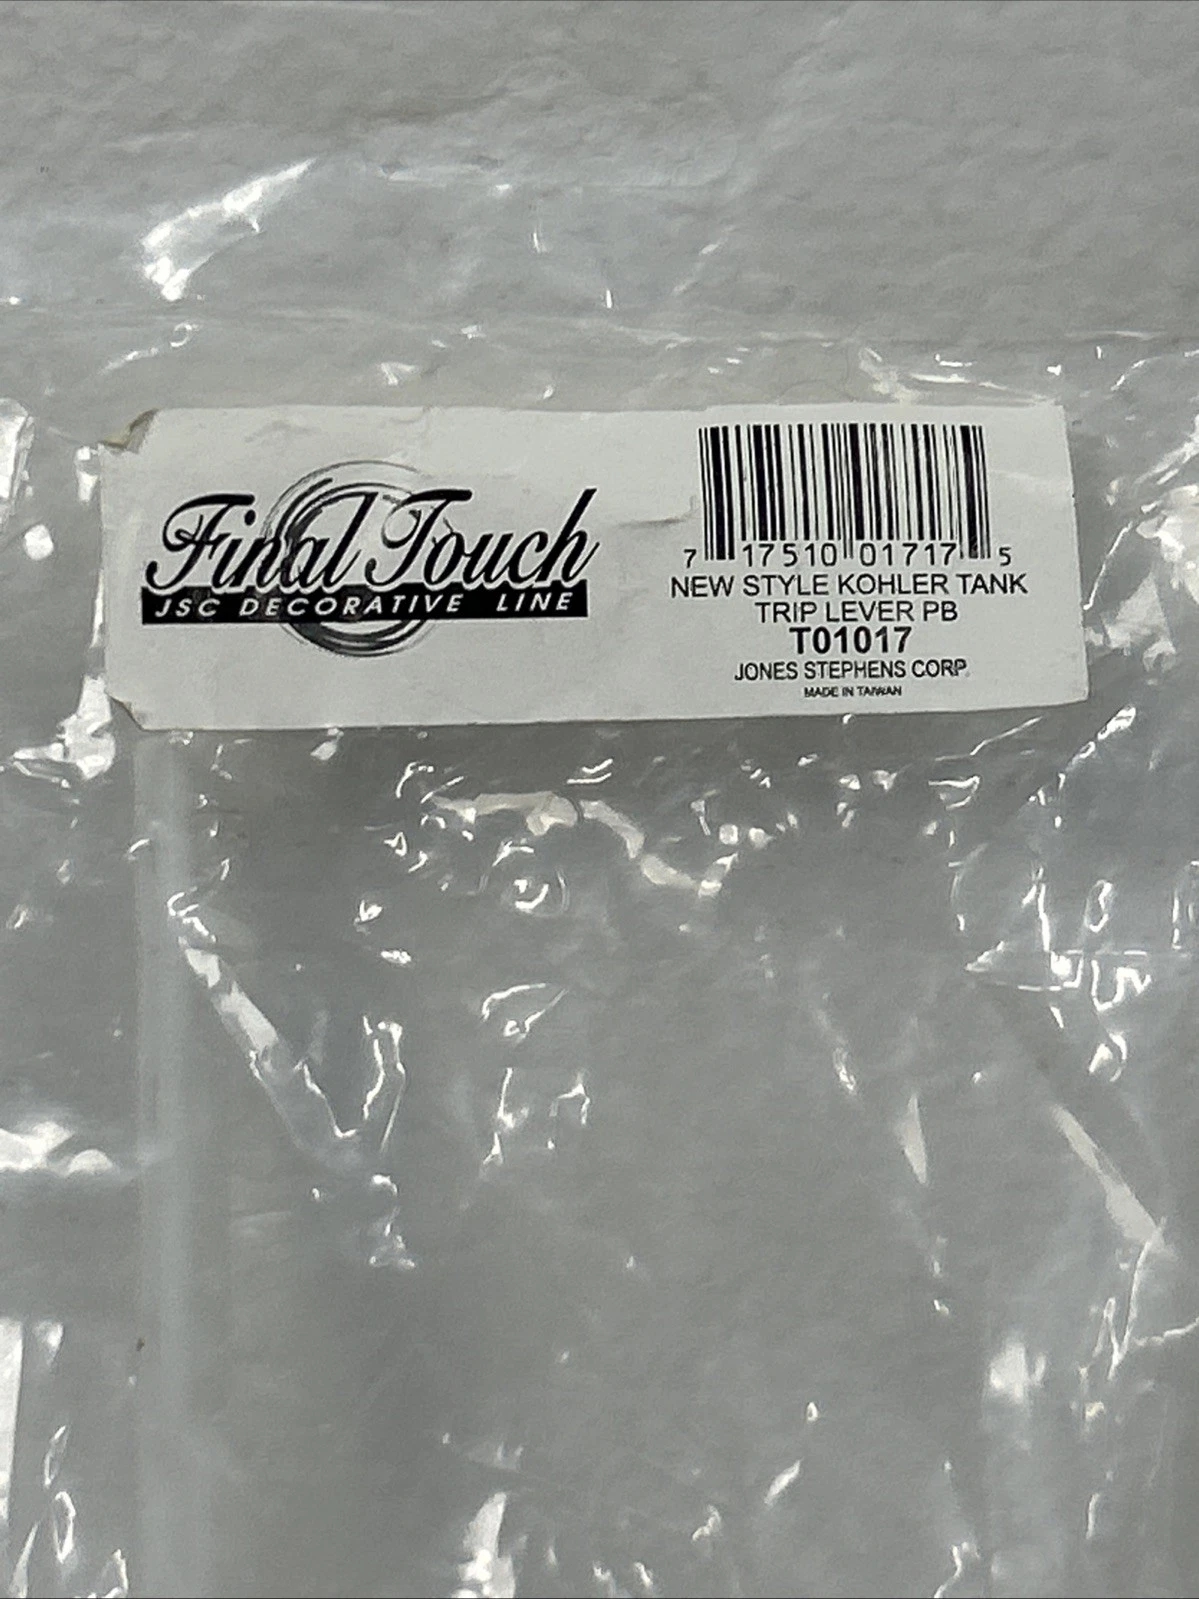 Final Touch
JSC DECORATIVE LINE
7 17510 01717 5
NEW STYLE KOHLER TANK
TRIP LEVER PB
T01017
JONES STEPHENS CORP.
MADE IN TAIWAN